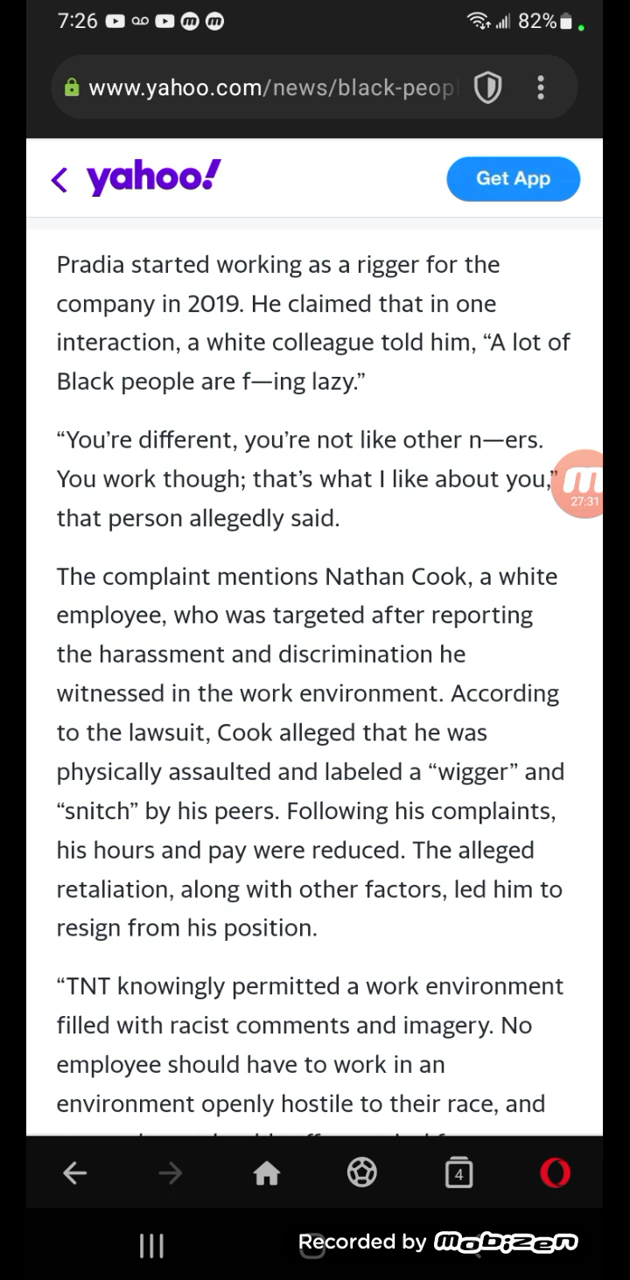 7:26
82%
www.yahoo.com/news/black-peop
yahoo!
Get App
Pradia started working as a rigger for the
company in 2019. He claimed that in one
interaction, a white colleague told him, “A lot of
Black people are f—ing lazy.”
“You’re different, you’re not like other n—ers.
You work though; that’s what I like about you,”
that person allegedly said.
m
27:31
The complaint mentions Nathan Cook, a white
employee, who was targeted after reporting
the harassment and discrimination he
witnessed in the work environment. According
to the lawsuit, Cook alleged that he was
physically assaulted and labeled a “wigger” and
“snitch” by his peers. Following his complaints,
his hours and pay were reduced. The alleged
retaliation, along with other factors, led him to
resign from his position.
“TNT knowingly permitted a work environment
filled with racist comments and imagery. No
employee should have to work in an
environment openly hostile to their race, and
4
Recorded by mobizen